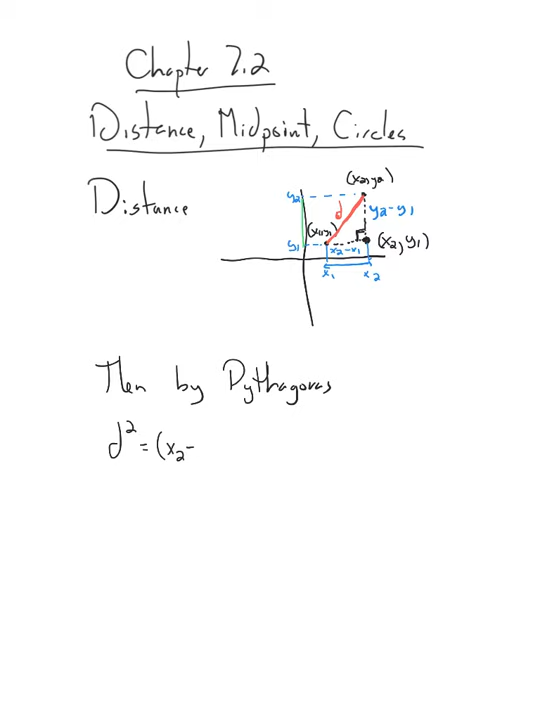 Chapter 7.2
Distance, Midpoint, Circles
Distance
(x2, y2)
y2
d
y2-y1
(x1, y1)
y1
x2-x1
(x2, y1)
x1
x2
Then by Pythagoras
d² = (x2-